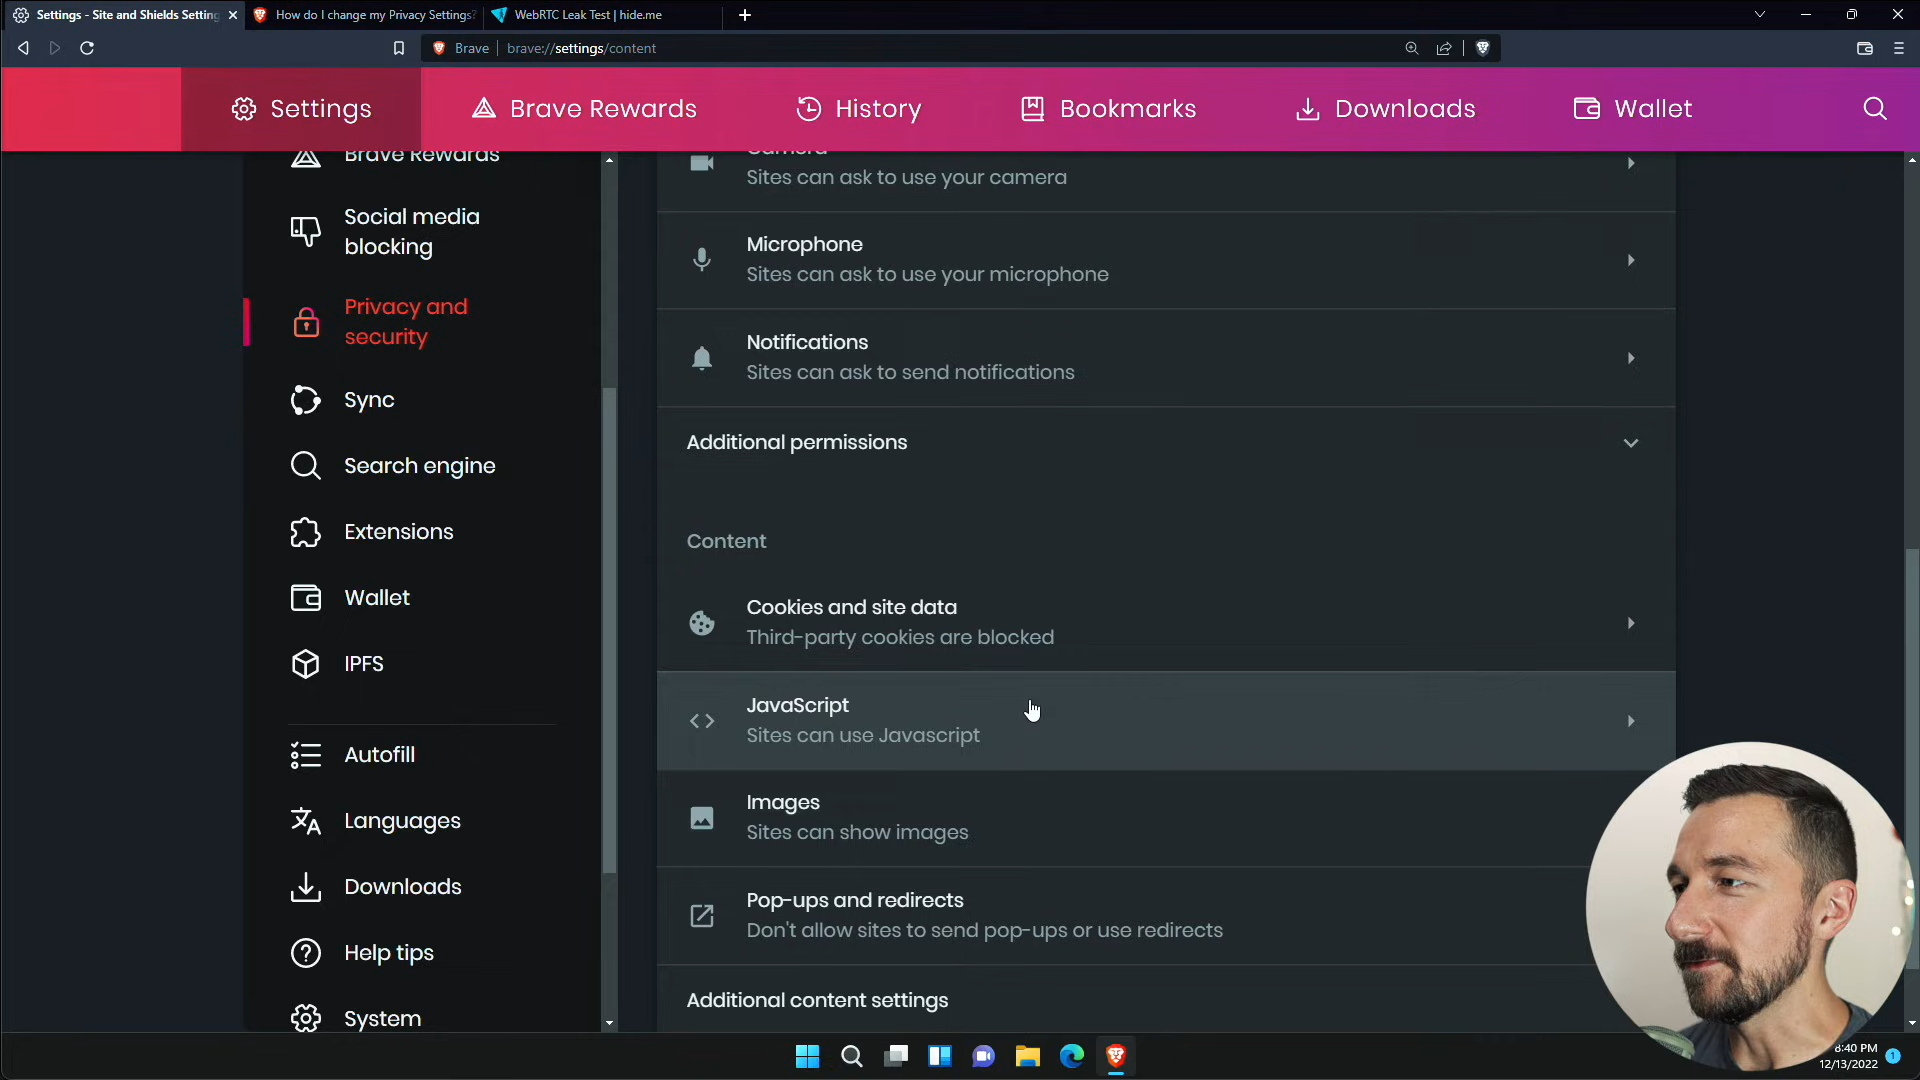 Settings - Site and Shields Setting
How do I change my Privacy Settings?
WebRTC Leak Test | hide.me
Brave
brave://settings/content
Settings
Brave Rewards
History
Bookmarks
Downloads
Wallet
Brave Rewards
Social media
blocking
Privacy and
security
Sync
Search engine
Extensions
Wallet
IPFS
Autofill
Languages
Downloads
Help tips
System
Camera
Sites can ask to use your camera
Microphone
Sites can ask to use your microphone
Notifications
Sites can ask to send notifications
Additional permissions
Content
Cookies and site data
Third-party cookies are blocked
JavaScript
Sites can use Javascript
Images
Sites can show images
Pop-ups and redirects
Don't allow sites to send pop-ups or use redirects
Additional content settings
8:40 PM
12/13/2022
1